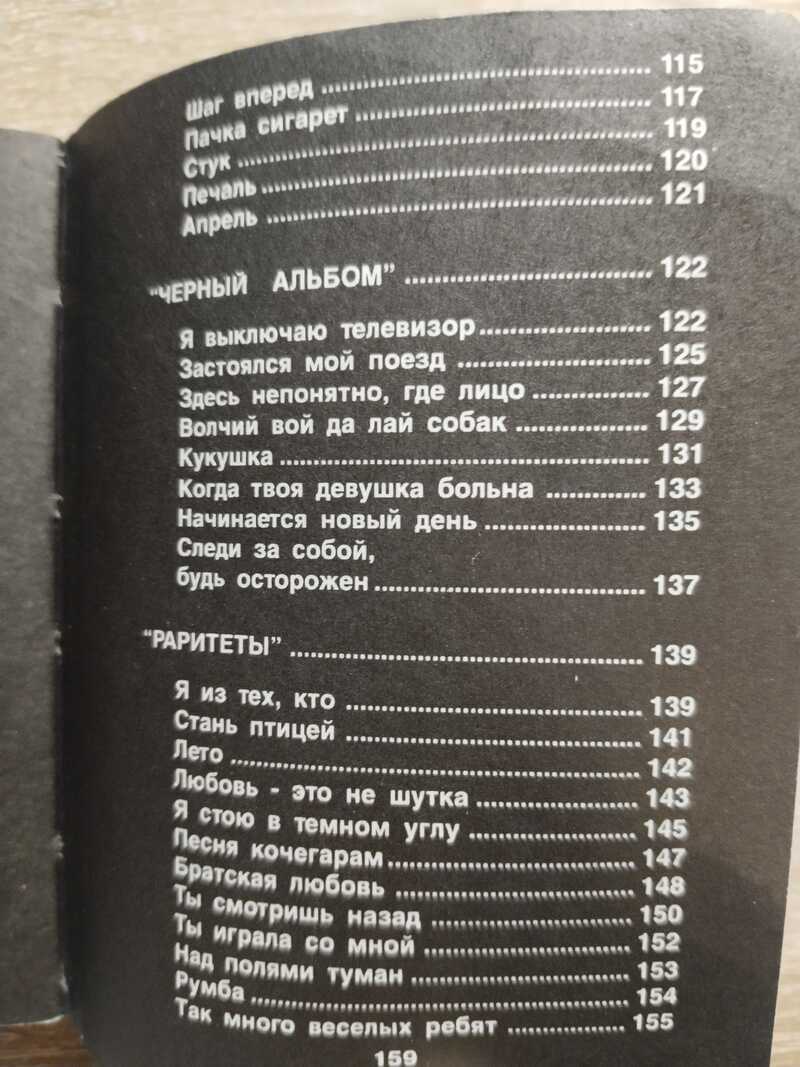 Шаг вперед ........ 115
Пачка сигарет ........ 117
Стук ........ 119
Печаль ........ 120
Апрель ........ 121
"ЧЕРНЫЙ АЛЬБОМ" ........ 122
Я выключаю телевизор ........ 122
Застоялся мой поезд ........ 125
Здесь непонятно, где лицо ........ 127
Волчий вой да лай собак ........ 129
Кукушка ........ 131
Когда твоя девушка больна ........ 133
Начинается новый день ........ 135
Следи за собой,
будь осторожен ........ 137
"РАРИТЕТЫ" ........ 139
Я из тех, кто ........ 139
Стань птицей ........ 141
Лето ........ 142
Любовь - это не шутка ........ 143
Я стою в темном углу ........ 145
Песня кочегарам ........ 147
Братская любовь ........ 148
Ты смотришь назад ........ 150
Ты играла со мной ........ 152
Над полями туман ........ 153
Румба ........ 154
Так много веселых ребят ........ 155
159